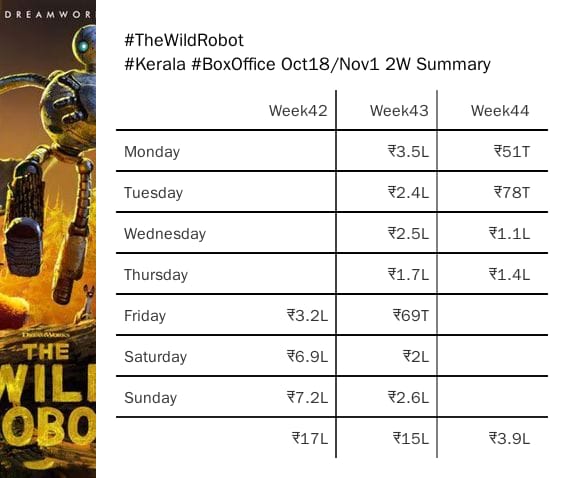 DREAMWOR
DREAMWORKS
THE
WIL
OBO
#TheWildRobot
#Kerala #BoxOffice Oct18/Nov1 2W Summary
Week42 Week43 Week44
Monday ₹3.5L ₹51T
Tuesday ₹2.4L ₹78T
Wednesday ₹2.5L ₹1.1L
Thursday ₹1.7L ₹1.4L
Friday ₹3.2L ₹69T
Saturday ₹6.9L ₹2L
Sunday ₹7.2L ₹2.6L
₹17L ₹15L ₹3.9L